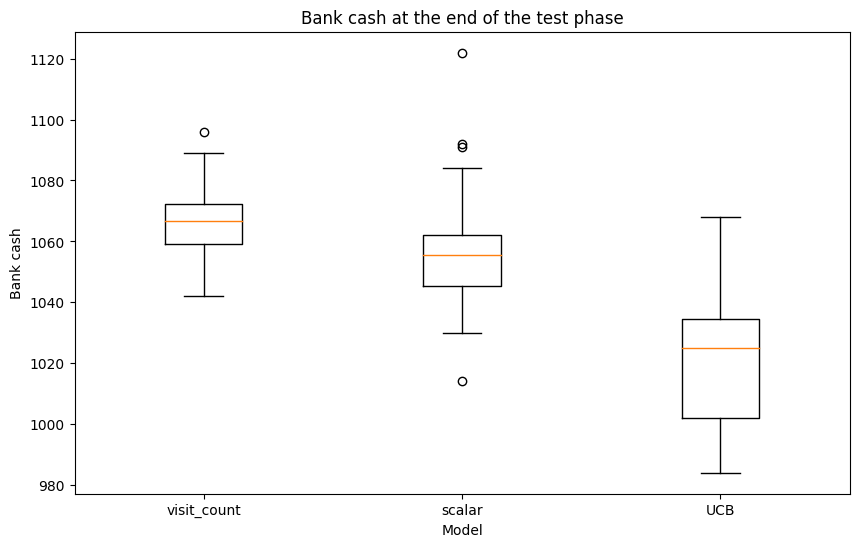 Bank cash at the end of the test phase
1120
1100
1080
1060
1040
1020
1000
980
Bank cash
visit_count
scalar
UCB
Model